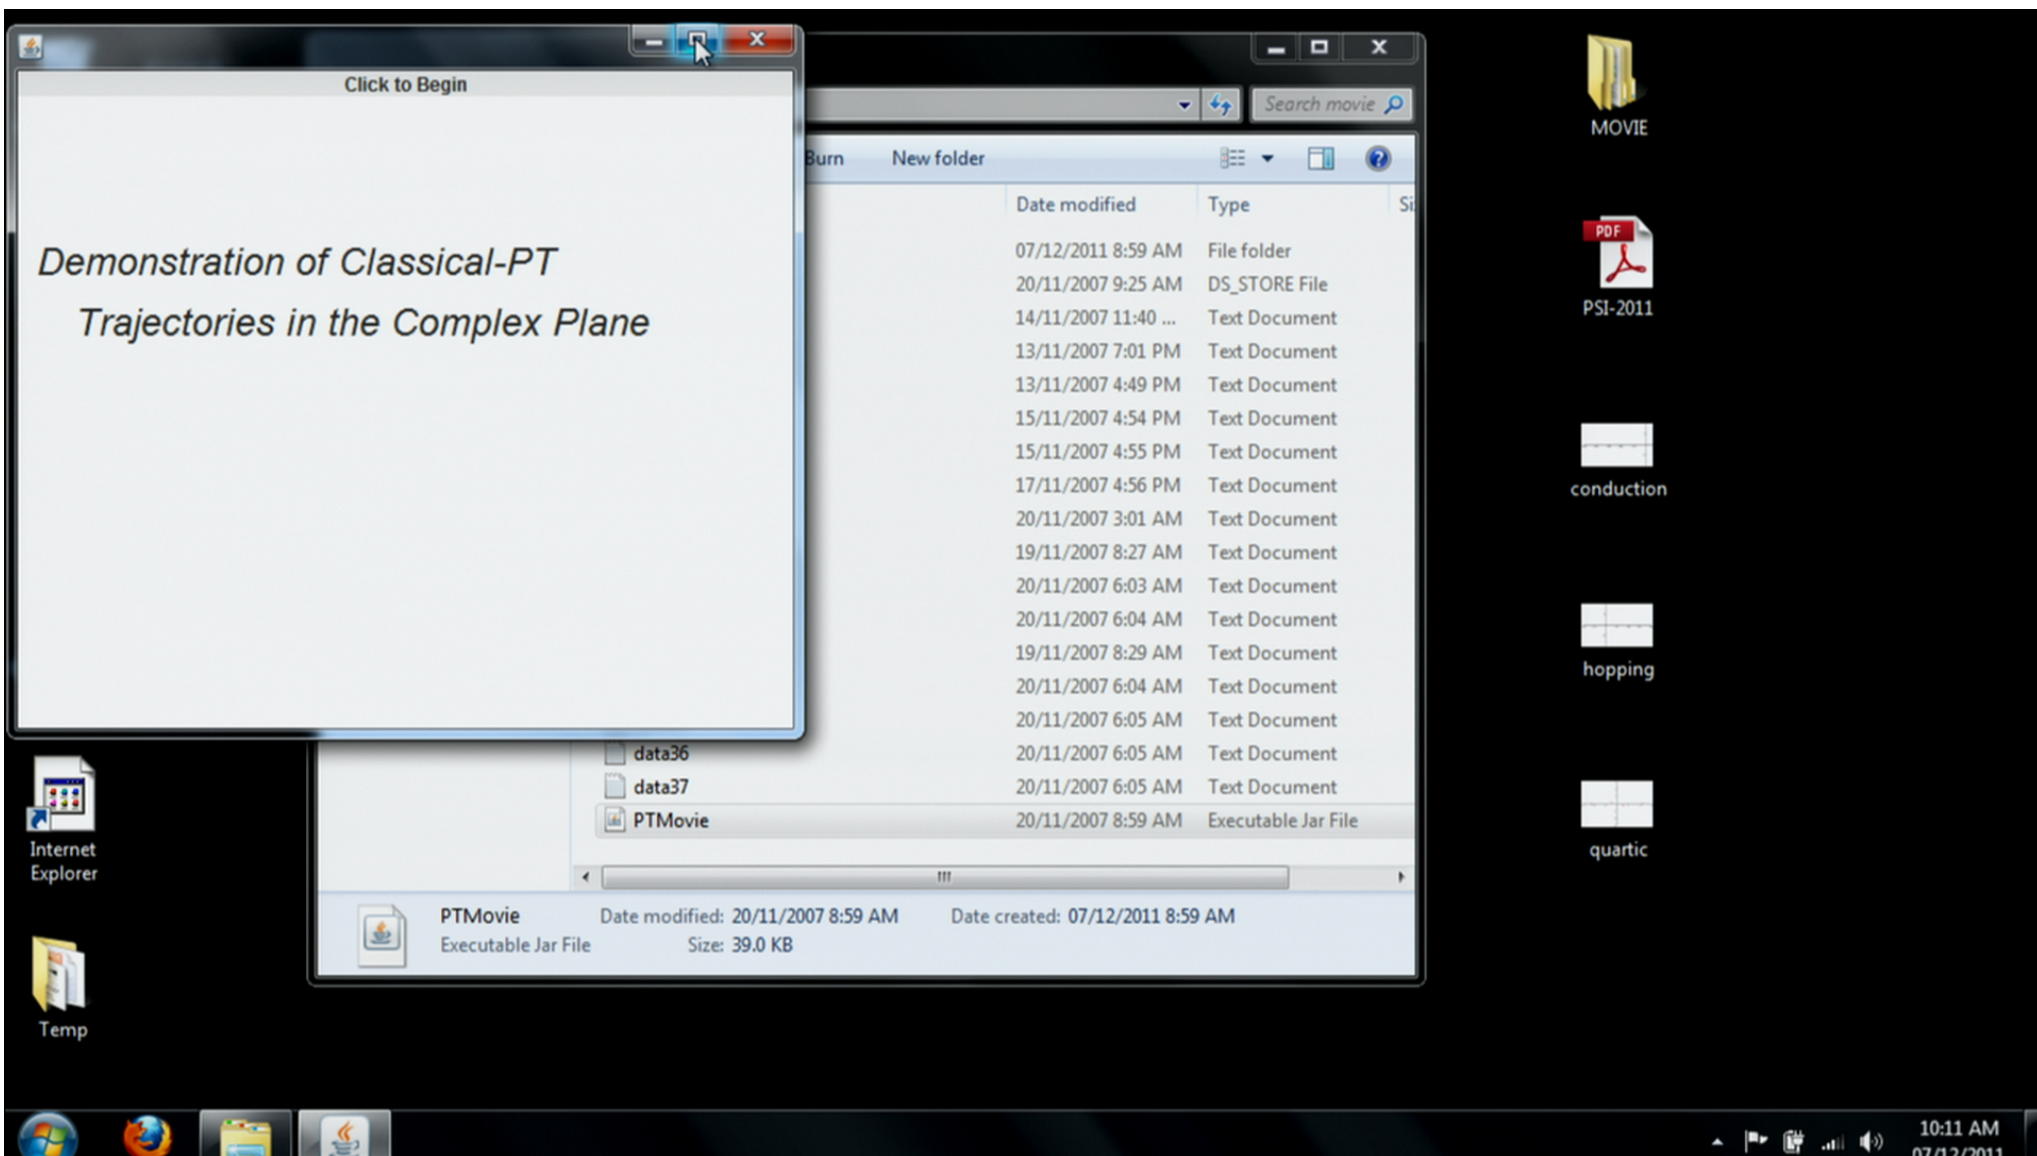 Click to Begin
Demonstration of Classical-PT
Trajectories in the Complex Plane
Search movie
Burn New folder
Date modified Type
07/12/2011 8:59 AM File folder
20/11/2007 9:25 AM DS_STORE File
14/11/2007 11:40 ... Text Document
13/11/2007 7:01 PM Text Document
13/11/2007 4:49 PM Text Document
15/11/2007 4:54 PM Text Document
15/11/2007 4:55 PM Text Document
17/11/2007 4:56 PM Text Document
20/11/2007 3:01 AM Text Document
19/11/2007 8:27 AM Text Document
20/11/2007 6:03 AM Text Document
20/11/2007 6:04 AM Text Document
19/11/2007 8:29 AM Text Document
20/11/2007 6:04 AM Text Document
20/11/2007 6:05 AM Text Document
data36 20/11/2007 6:05 AM Text Document
data37 20/11/2007 6:05 AM Text Document
PTMovie 20/11/2007 8:59 AM Executable Jar File
PTMovie Date modified: 20/11/2007 8:59 AM Date created: 07/12/2011 8:59 AM
Executable Jar File Size: 39.0 KB
MOVIE
PDF
PSI-2011
conduction
hopping
quartic
Internet
Explorer
Temp
10:11 AM
07/12/2011